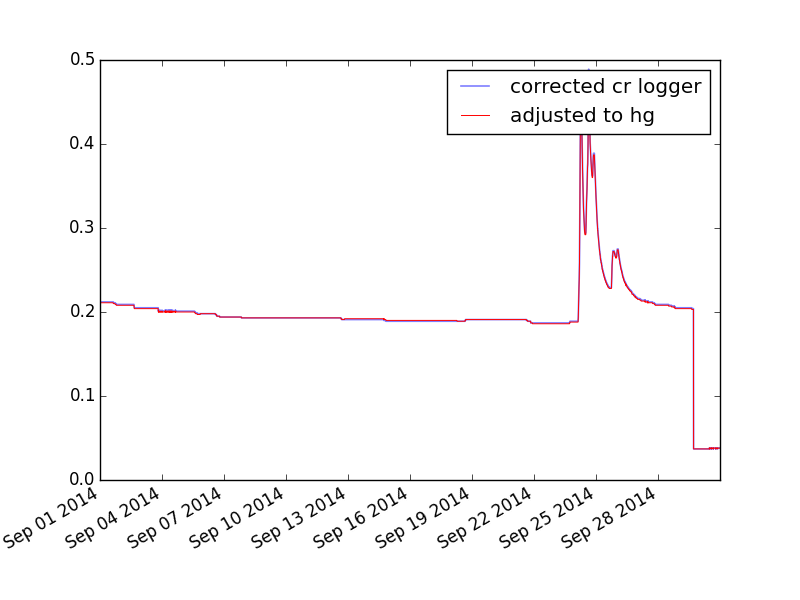 0.5
corrected cr logger
adjusted to hg
0.4
0.3
0.2
0.1
0.0
Sep 01 2014
Sep 04 2014
Sep 07 2014
Sep 10 2014
Sep 13 2014
Sep 16 2014
Sep 19 2014
Sep 22 2014
Sep 25 2014
Sep 28 2014